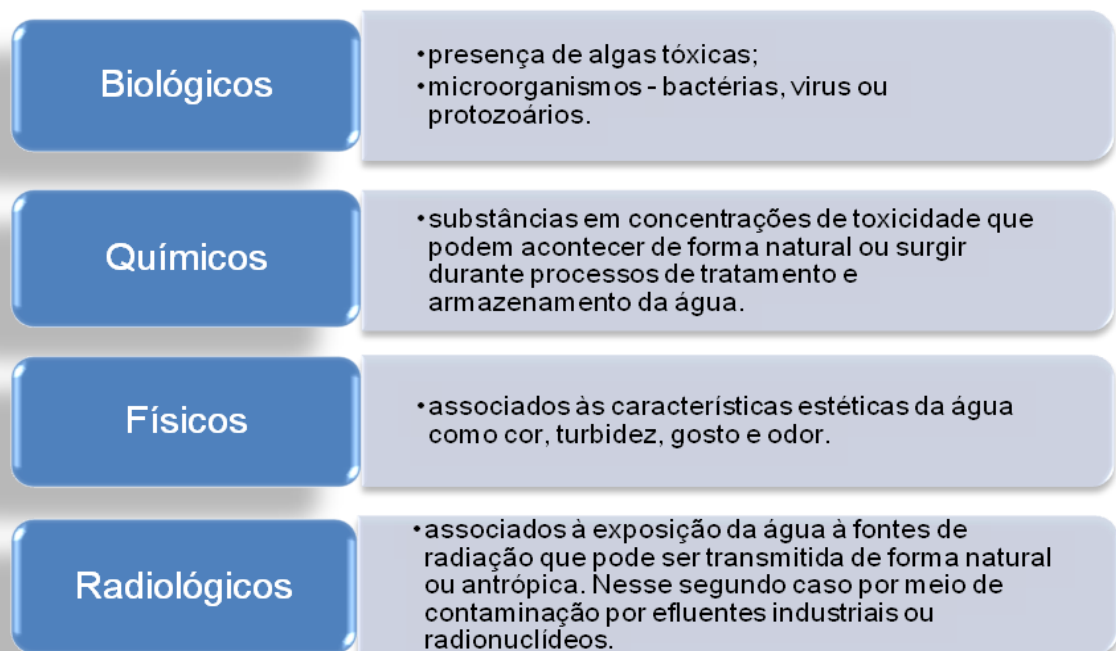 Biológicos
•presença de algas tóxicas;
•microorganismos - bactérias, virus ou
protozoários.
Químicos
•substâncias em concentrações de toxicidade que
podem acontecer de forma natural ou surgir
durante processos de tratamento e
armazenamento da água.
Físicos
•associados às características estéticas da água
como cor, turbidez, gosto e odor.
Radiológicos
•associados à exposição da água à fontes de
radiação que pode ser transmitida de forma natural
ou antrópica. Nesse segundo caso por meio de
contaminação por efluentes industriais ou
radionuclídeos.